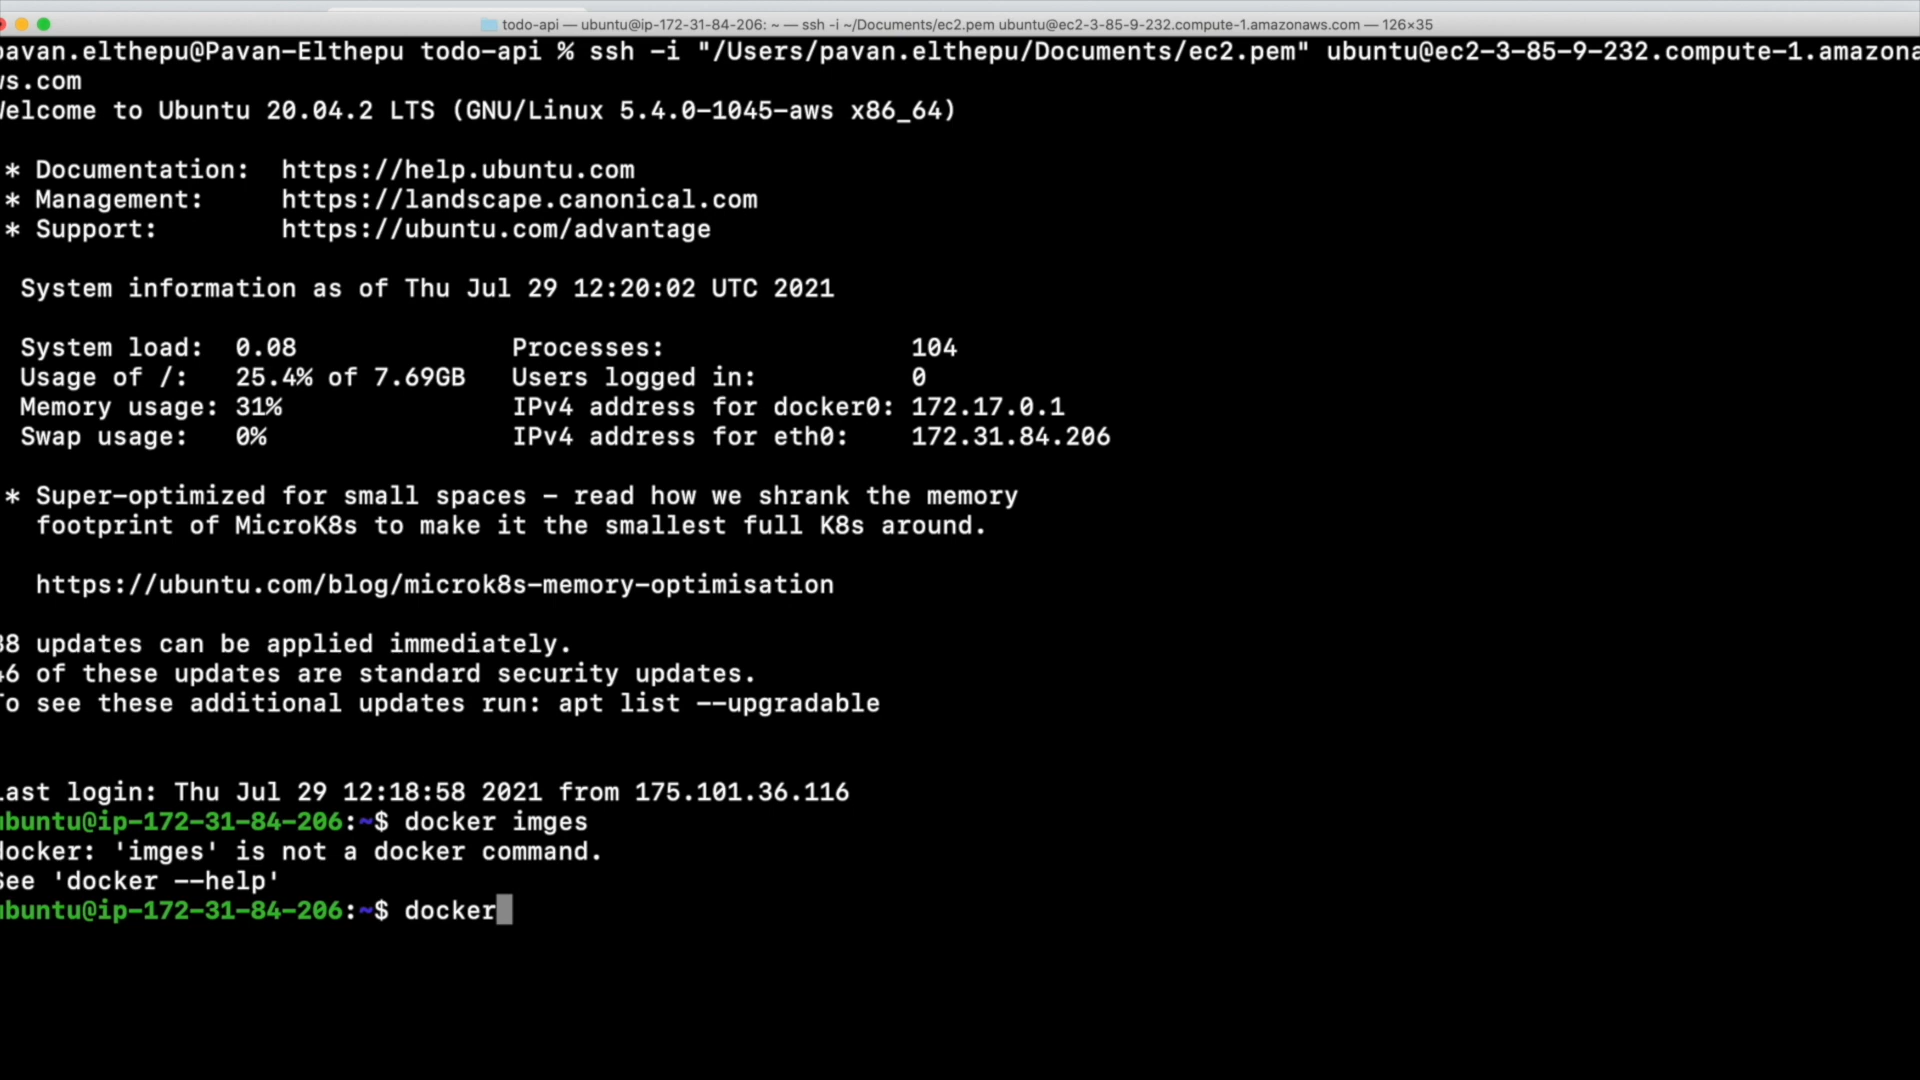 todo-api — ubuntu@ip-172-31-84-206: ~ — ssh -i ~/Documents/ec2.pem ubuntu@ec2-3-85-9-232.compute-1.amazonaws.com — 126×35
pavan.elthepu@Pavan-Elthepu todo-api % ssh -i "/Users/pavan.elthepu/Documents/ec2.pem" ubuntu@ec2-3-85-9-232.compute-1.amazona
ws.com
Welcome to Ubuntu 20.04.2 LTS (GNU/Linux 5.4.0-1045-aws x86_64)
* Documentation: https://help.ubuntu.com
* Management: https://landscape.canonical.com
* Support: https://ubuntu.com/advantage
System information as of Thu Jul 29 12:20:02 UTC 2021
System load: 0.08 Processes: 104
Usage of /: 25.4% of 7.69GB Users logged in: 0
Memory usage: 31% IPv4 address for docker0: 172.17.0.1
Swap usage: 0% IPv4 address for eth0: 172.31.84.206
* Super-optimized for small spaces - read how we shrank the memory
footprint of MicroK8s to make it the smallest full K8s around.
https://ubuntu.com/blog/microk8s-memory-optimisation
updates can be applied immediately.
of these updates are standard security updates.
To see these additional updates run: apt list --upgradable
Last login: Thu Jul 29 12:18:58 2021 from 175.101.36.116
ubuntu@ip-172-31-84-206:~$ docker imges
docker: 'imges' is not a docker command.
See 'docker --help'
ubuntu@ip-172-31-84-206:~$ docker